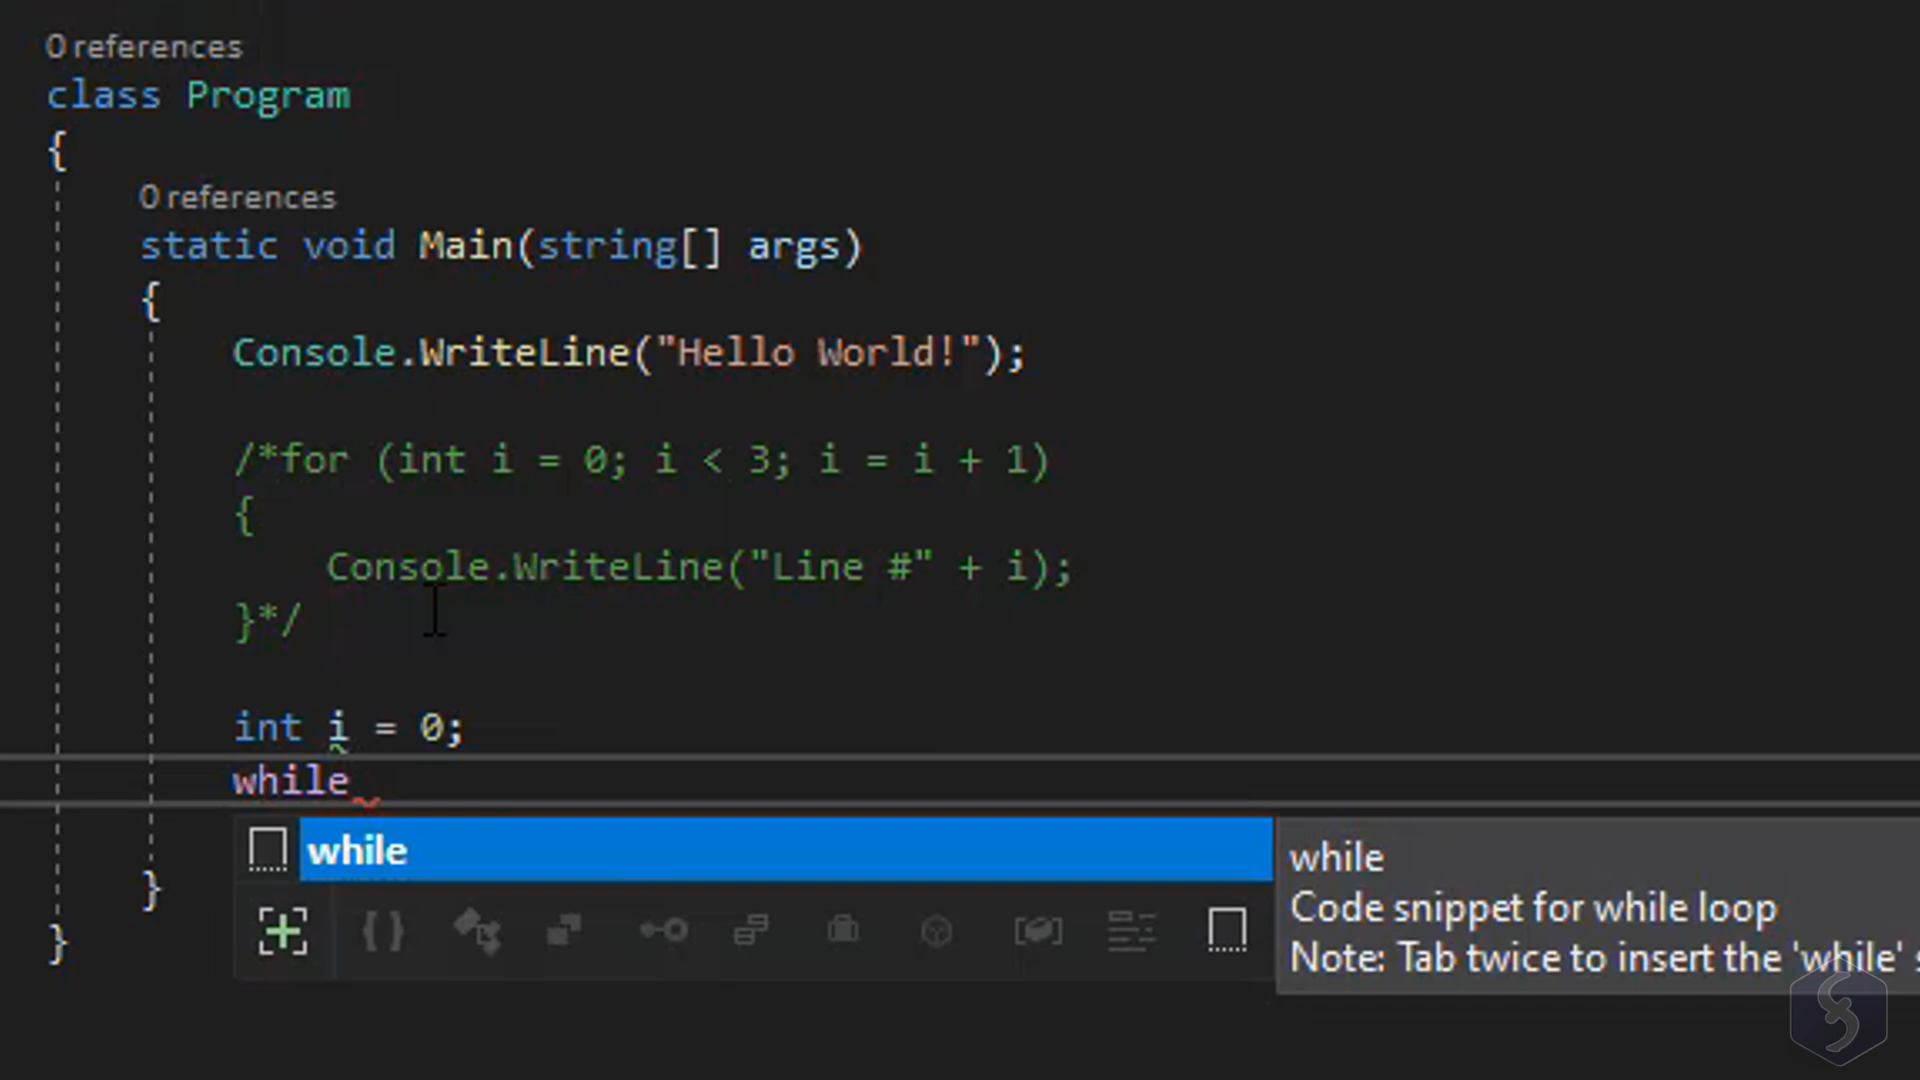 0 references
class Program
{
0 references
static void Main(string[] args)
{
Console.WriteLine("Hello World!");
/*for (int i = 0; i < 3; i = i + 1)
{
Console.WriteLine("Line #" + i);
}*/
int i = 0;
while
while
}
}
while
Code snippet for while loop
Note: Tab twice to insert the 'while'